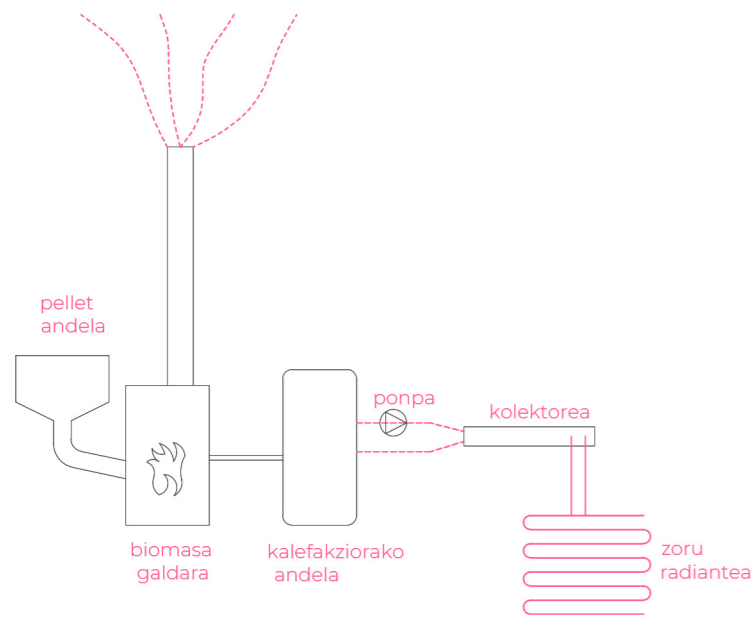 pellet
andela
ponpa
kolektorea
biomasa
galdara
kalefakziorako
andela
zoru
radiantea